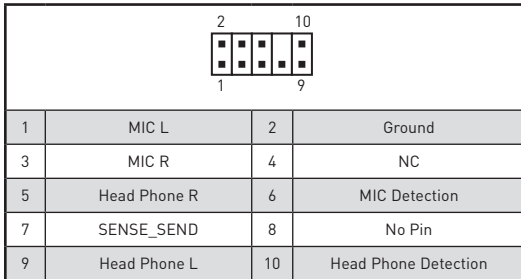 2 10
1 9
1 MIC L 2 Ground
3 MIC R 4 NC
5 Head Phone R 6 MIC Detection
7 SENSE_SEND 8 No Pin
9 Head Phone L 10 Head Phone Detection